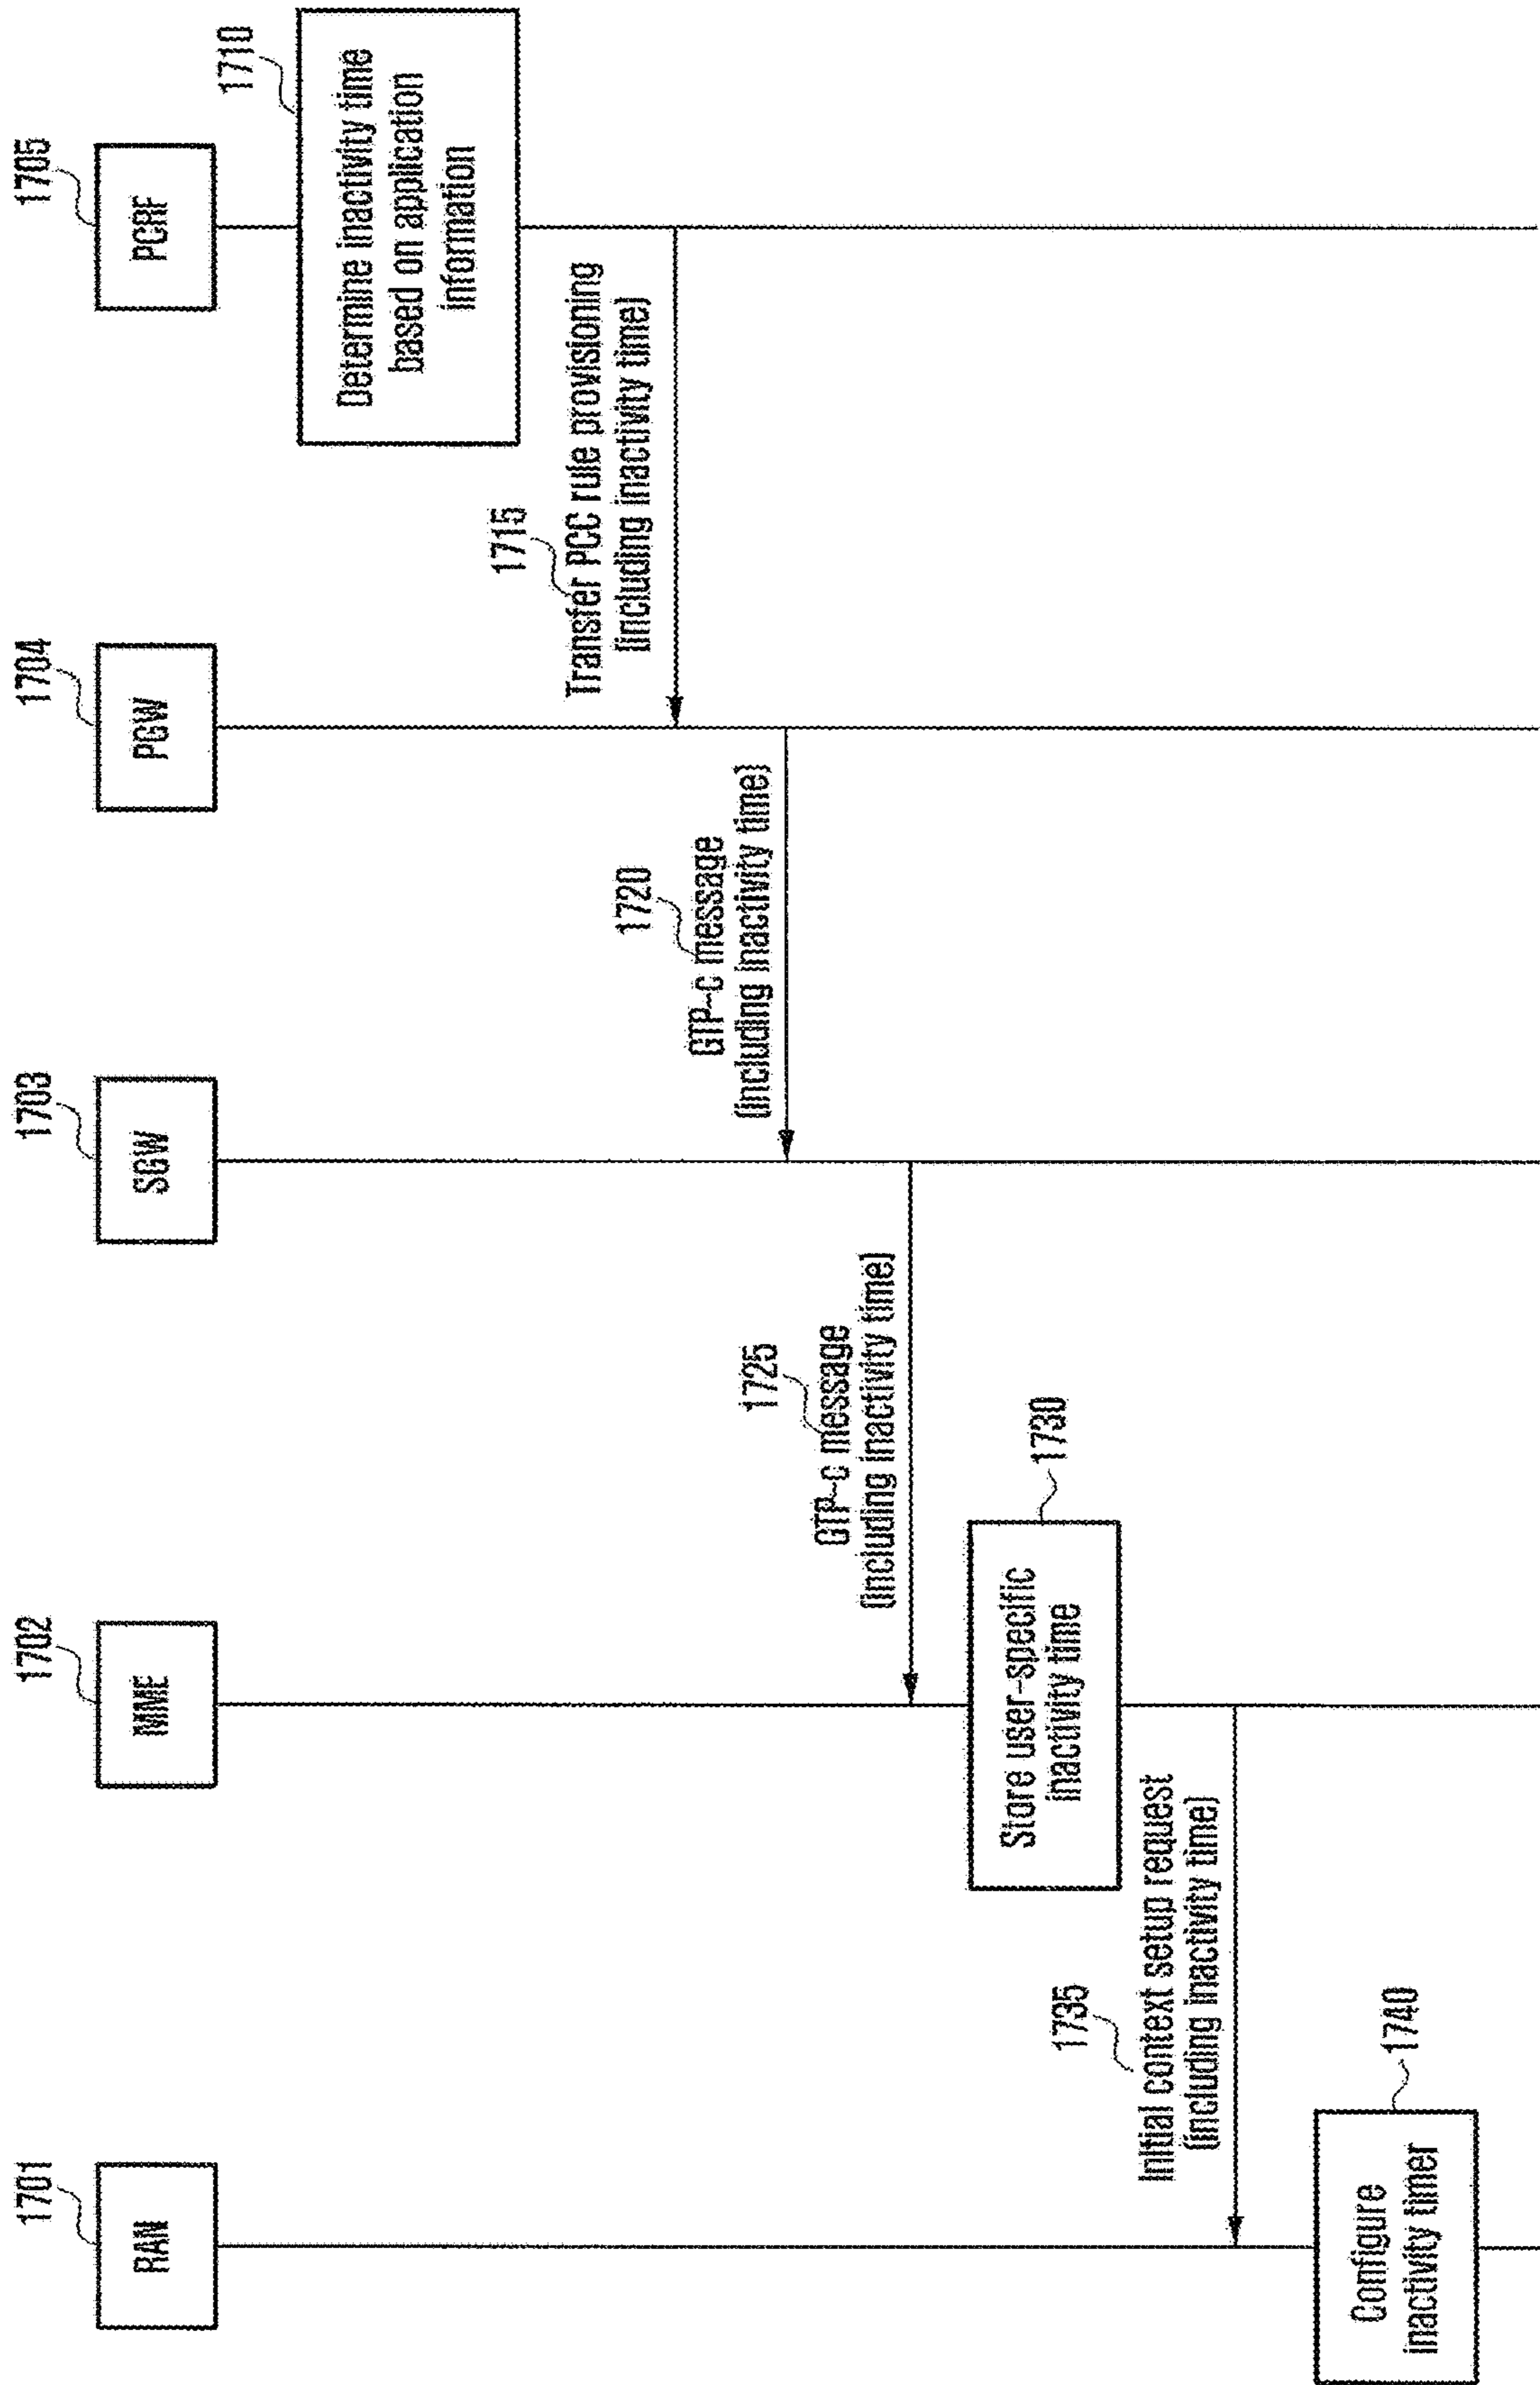 1701
RAN
1702
MME
1703
SGW
1704
PGW
1705
PCRF
1710
Determine inactivity time
based on application
information
1715
Transfer PCC rule provisioning
(including inactivity time)
1720
GTP-c message
(including inactivity time)
1725
GTP-c message
(including inactivity time)
1730
Store user-specific
inactivity time
1735
Initial context setup request
(including inactivity time)
1740
Configure
inactivity timer